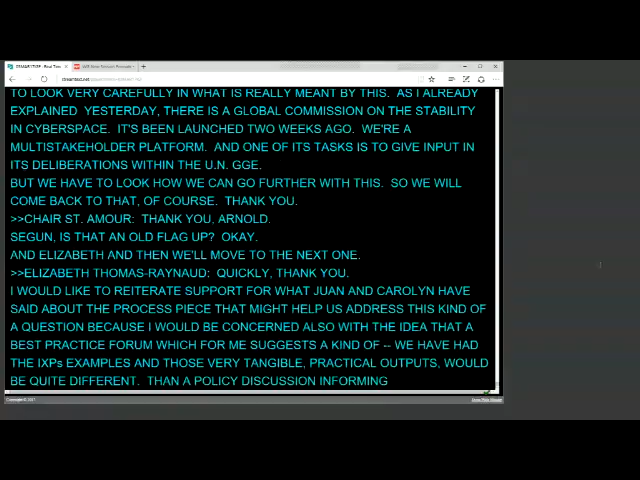 streamtext.net
TO LOOK VERY CAREFULLY IN WHAT IS REALLY MEANT BY THIS.  AS I ALREADY
EXPLAINED  YESTERDAY, THERE IS A GLOBAL COMMISSION ON THE STABILITY
IN CYBERSPACE.  IT'S BEEN LAUNCHED TWO WEEKS AGO.  WE'RE A
MULTISTAKEHOLDER PLATFORM.  AND ONE OF ITS TASKS IS TO GIVE INPUT IN
ITS DELIBERATIONS WITHIN THE U.N. GGE.
BUT WE HAVE TO LOOK HOW WE CAN GO FURTHER WITH THIS.  SO WE WILL
COME BACK TO THAT, OF COURSE.  THANK YOU.
>>CHAIR ST. AMOUR:  THANK YOU, ARNOLD.
SEGUN, IS THAT AN OLD FLAG UP?  OKAY.
AND ELIZABETH AND THEN WE'LL MOVE TO THE NEXT ONE.
>>ELIZABETH THOMAS-RAYNAUD:  QUICKLY, THANK YOU.
I WOULD LIKE TO REITERATE SUPPORT FOR WHAT JUAN AND CAROLYN HAVE
SAID ABOUT THE PROCESS PIECE THAT MIGHT HELP US ADDRESS THIS KIND OF
A QUESTION BECAUSE I WOULD BE CONCERNED ALSO WITH THE IDEA THAT A
BEST PRACTICE FORUM WHICH FOR ME SUGGESTS A KIND OF -- WE HAVE HAD
THE IXPs EXAMPLES AND THOSE VERY TANGIBLE, PRACTICAL OUTPUTS, WOULD
BE QUITE DIFFERENT.  THAN A POLICY DISCUSSION INFORMING